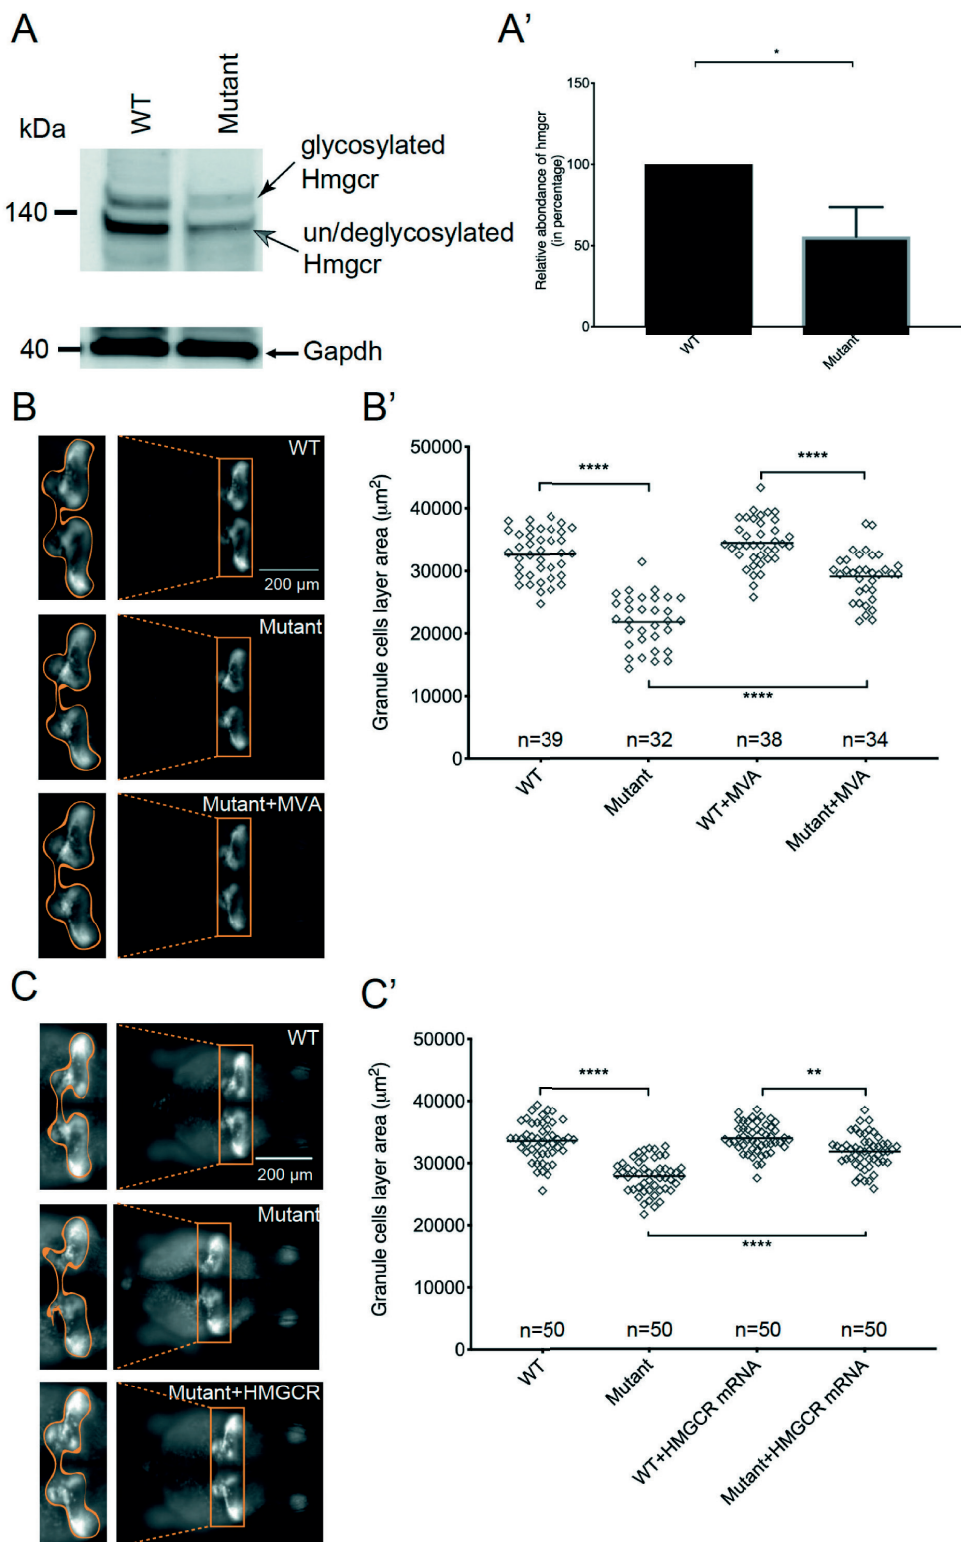 A
kDa
WT
Mutant
glycosylated
Hmgcr
140
un/deglycosylated
Hmgcr
40
Gapdh
A’
*
Relative abundance of hmgcr
(in percentage)
150
100
50
0
WT
Mutant
B
WT
200 µm
Mutant
Mutant+MVA
B’
Granule cells layer area (µm²)
50000
40000
30000
20000
10000
0
****
****
****
n=39
n=32
n=38
n=34
WT
Mutant
WT+MVA
Mutant+MVA
C
WT
200 µm
Mutant
Mutant+HMGCR
C’
Granule cells layer area (µm²)
50000
40000
30000
20000
10000
0
****
**
****
n=50
n=50
n=50
n=50
WT
Mutant
WT+HMGCR mRNA
Mutant+HMGCR mRNA